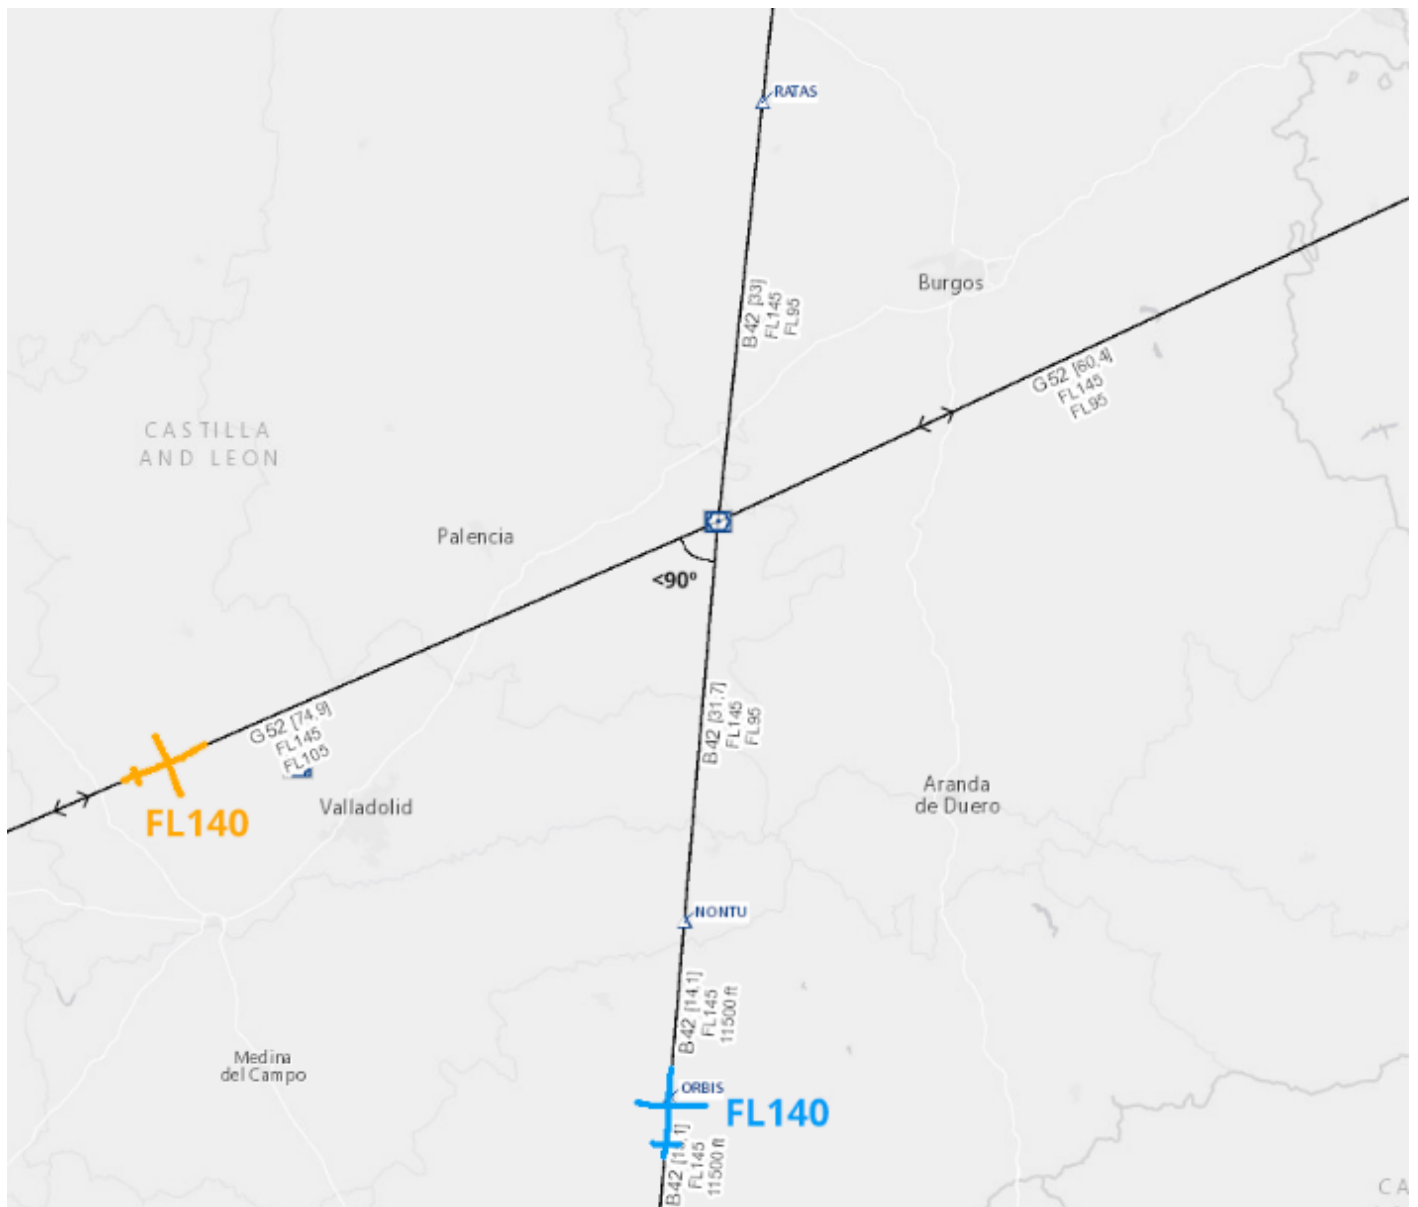 RATAS
Burgos
B42 [33]
FL145
FL95
G52 [60.4]
FL145
FL95
CASTILLA
AND LEON
Palencia
<90º
B42 [31.7]
FL145
FL95
G52 [74.9]
FL145
FL105
FL140
Valladolid
Aranda
de Duero
NONTU
B42 [14.1]
FL145
11500 ft
Medina
del Campo
ORBIS
FL140
B42
FL145
11500 ft
CA